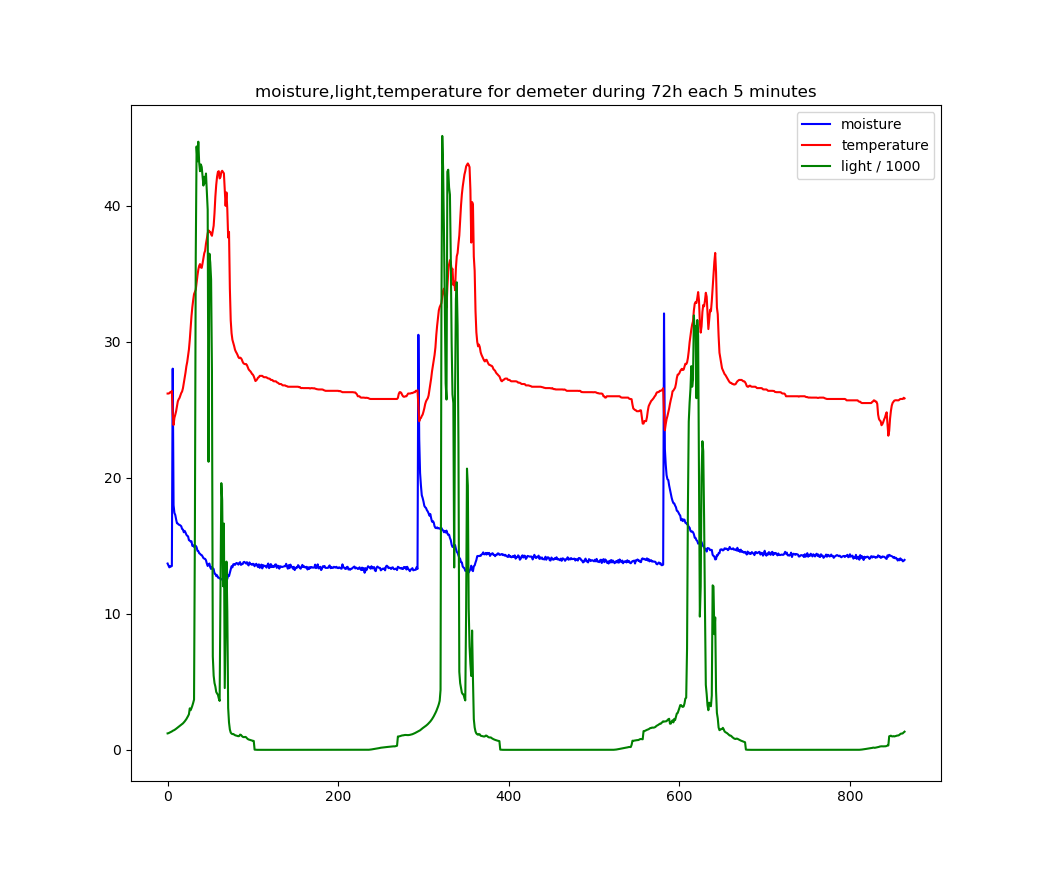 moisture,light,temperature for demeter during 72h each 5 minutes
moisture
temperature
light / 1000
40
30
20
10
0
0 200 400 600 800